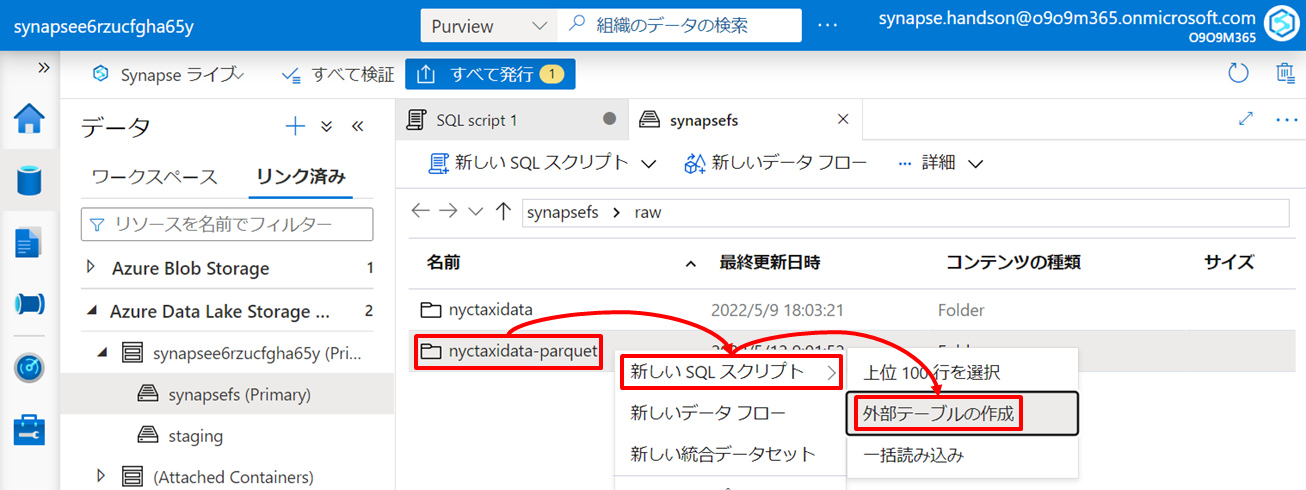 synapsee6rzucfgha65y
Purview
組織のデータの検索
synapse.handson@o9o9m365.onmicrosoft.com
O9O9M365
Synapse ライブ
すべて検証
すべて発行 1
データ
ワークスペース
リンク済み
リソースを名前でフィルター
Azure Blob Storage 1
Azure Data Lake Storage ... 2
synapsee6rzucfgha65y (Pri...
synapsefs (Primary)
staging
(Attached Containers)
SQL script 1
synapsefs
新しい SQL スクリプト
新しいデータ フロー
詳細
synapsefs > raw
名前 最終更新日時 コンテンツの種類 サイズ
nyctaxidata 2022/5/9 18:03:21 Folder
nyctaxidata-parquet
新しい SQL スクリプト
新しいデータ フロー
新しい統合データセット
上位 100 行を選択
外部テーブルの作成
一括読み込み